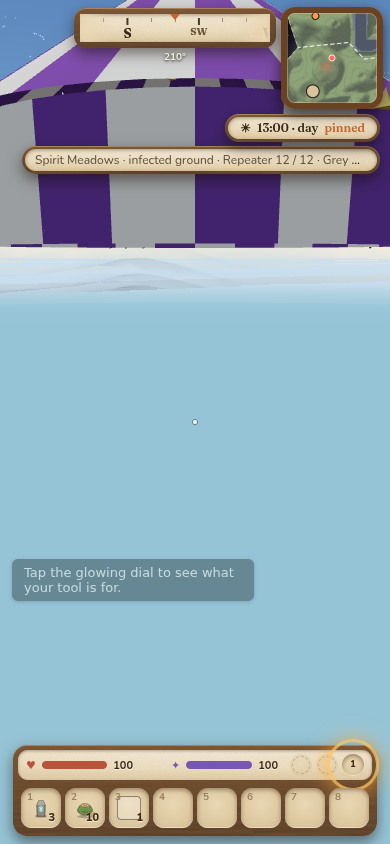 S SW
210°
☀ 13:00 · day pinned
Spirit Meadows · infected ground · Repeater 12 / 12 · Grey ...
Tap the glowing dial to see what
your tool is for.
♥ 100 ✦ 100 1
1 2 3 4 5 6 7 8
3 10 1